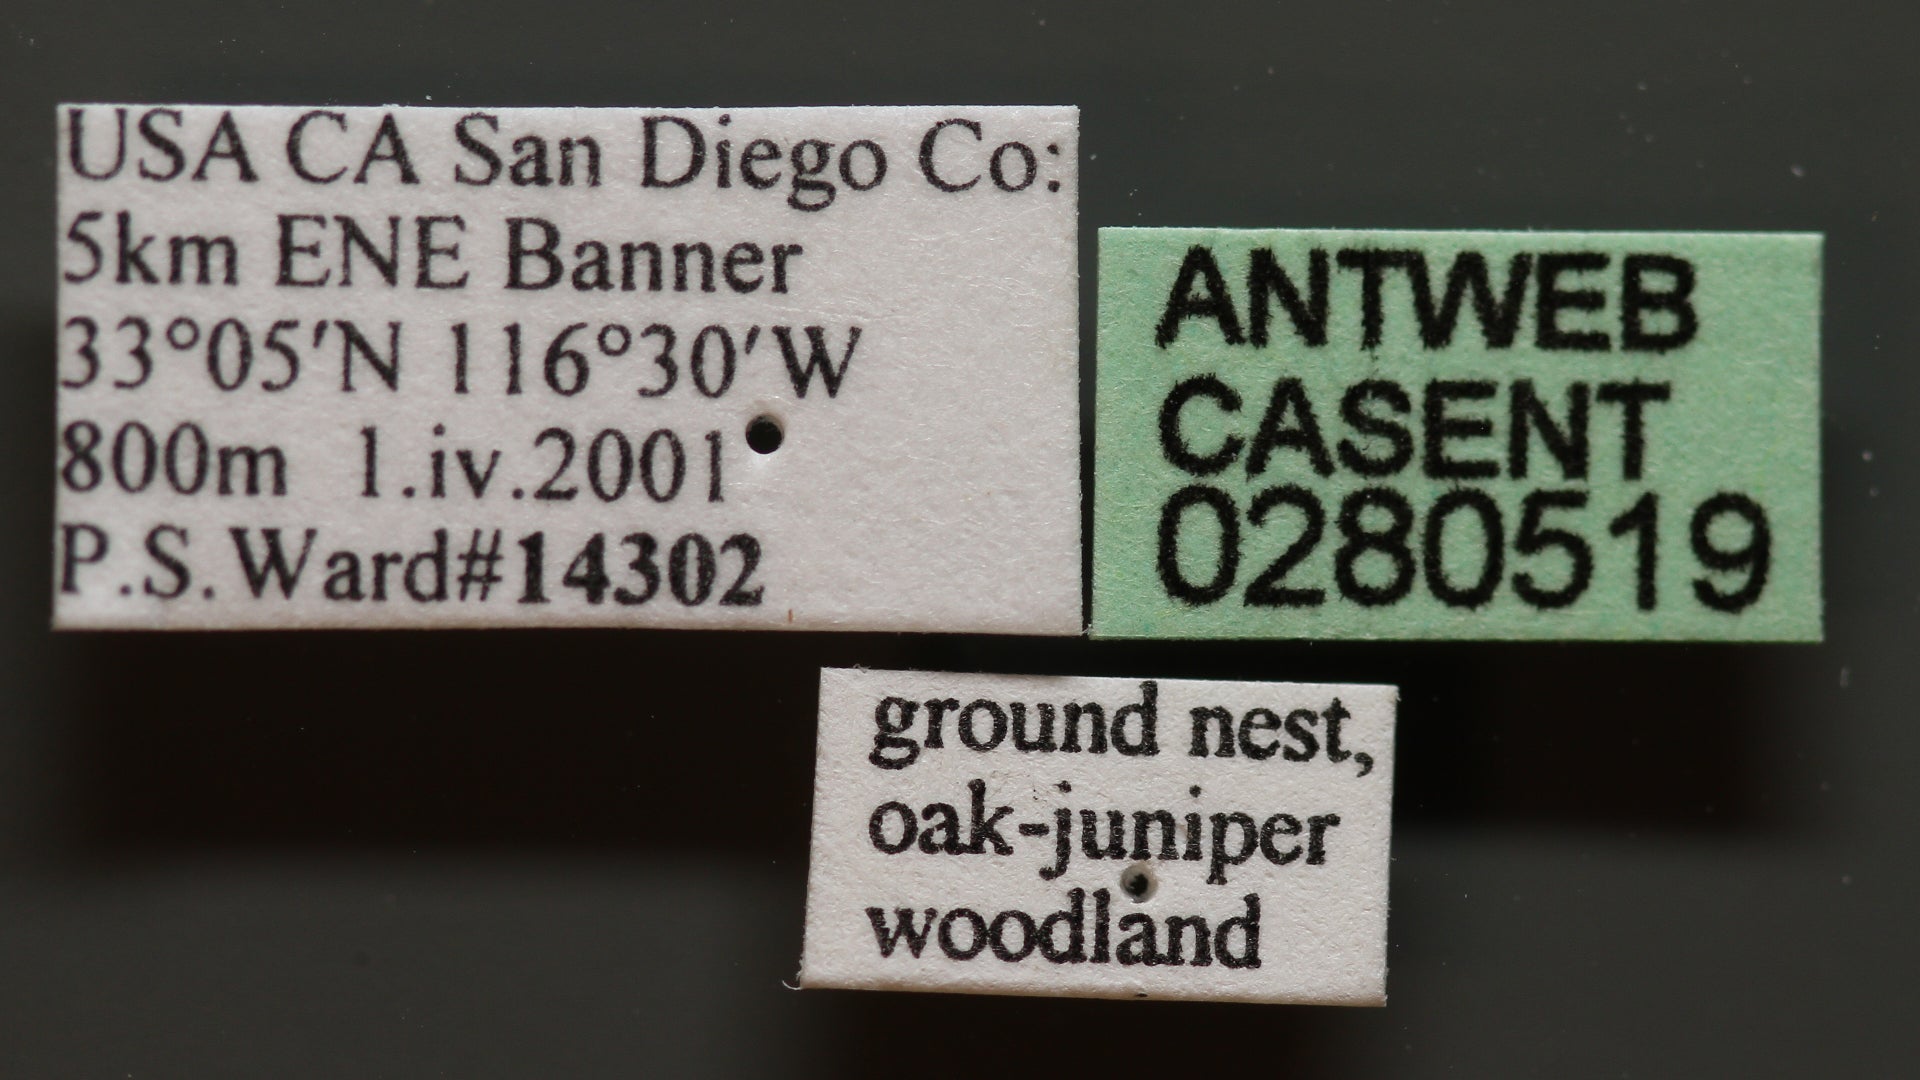 USA CA San Diego Co:
5km ENE Banner
33°05′N 116°30′W
800m 1.iv.2001
P.S.Ward#14302
ANTWEB
CASENT
0280519
ground nest,
oak-juniper
woodland